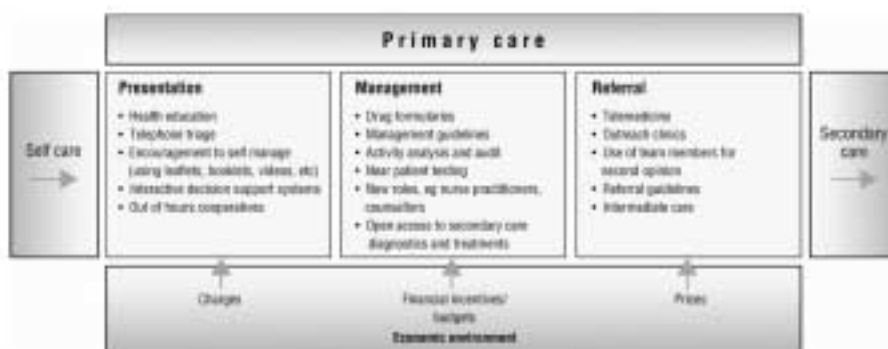 Primary care
Self care
Presentation
• Health education
• Telephone triage
• Encouragement to self manage
(using leaflets, booklets, videos, etc)
• Interactive decision support systems
• Out of hours cooperatives
Management
• Drug formularies
• Management guidelines
• Activity analysis and audit
• Near patient testing
• New roles, eg nurse practitioners,
counsellors
• Open access to secondary care
diagnostics and treatments
Referral
• Telemedicine
• Outreach clinics
• Use of team members for
second opinion
• Referral guidelines
• Intermediate care
Secondary
care
Charges
Financial incentives/
budgets
Prices
Economic environment